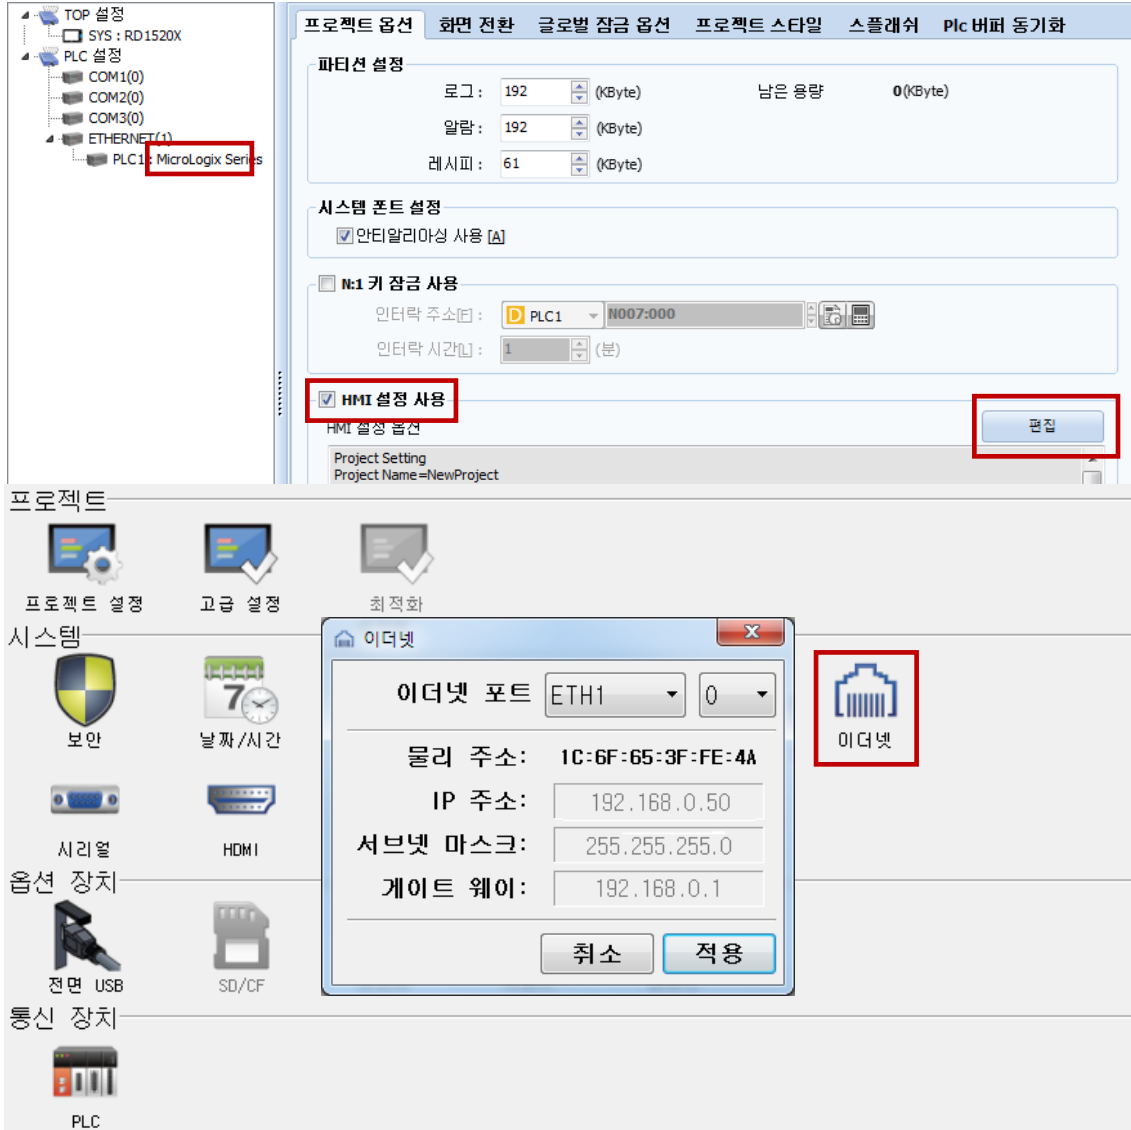 TOP 설정
SYS : RD1520X
PLC 설정
COM1(0)
COM2(0)
COM3(0)
ETHERNET(1)
PLC1 : MicroLogix Series
프로젝트 옵션 화면 전환 글로벌 잠금 옵션 프로젝트 스타일 스플래쉬 Plc 버퍼 동기화
파티션 설정
로그 : 192 (KByte) 남은 용량 0(KByte)
알람 : 192 (KByte)
레시피 : 61 (KByte)
시스템 폰트 설정
안티알리아싱 사용 [A]
N:1 키 잠금 사용
인터락 주소[F] : D PLC1 N007:000
인터락 시간[L] : 1 (분)
HMI 설정 사용
HMI 설정 옵션 편집
Project Setting
Project Name=NewProject
프로젝트
프로젝트 설정 고급 설정 최적화
시스템
보안 날짜/시간 이더넷
7
시리얼 HDMI
옵션 장치
전면 USB SD/CF
통신 장치
PLC
이더넷
이더넷 포트 ETH1 0
물리 주소: 1C:6F:65:3F:FE:4A
IP 주소: 192.168.0.50
서브넷 마스크: 255.255.255.0
게이트 웨이: 192.168.0.1
취소 적용